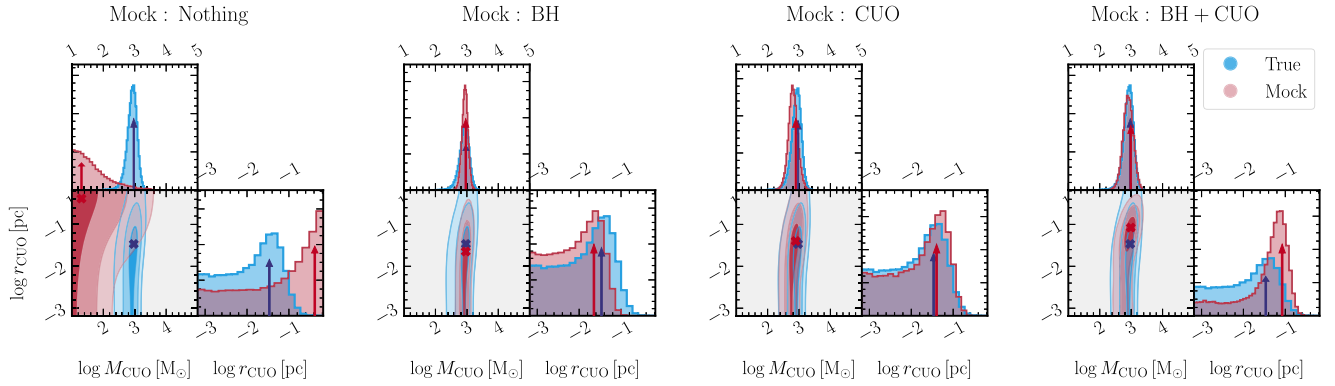 Mock : Nothing
Mock : BH
Mock : CUO
Mock : BH + CUO
1 2 3 4 5
1 2 3 4 5
1 2 3 4 5
1 2 3 4 5
True
Mock
−3 −2 −1
−3 −2 −1
−3 −2 −1
−3 −2 −1
log r_CUO [pc]
−1
−2
−3
−1
−2
−3
−1
−2
−3
−1
−2
−3
2 3 4
−3 −2 −1
2 3 4
−3 −2 −1
2 3 4
−3 −2 −1
2 3 4
−3 −2 −1
log M_CUO [M_⊙]
log r_CUO [pc]
log M_CUO [M_⊙]
log r_CUO [pc]
log M_CUO [M_⊙]
log r_CUO [pc]
log M_CUO [M_⊙]
log r_CUO [pc]